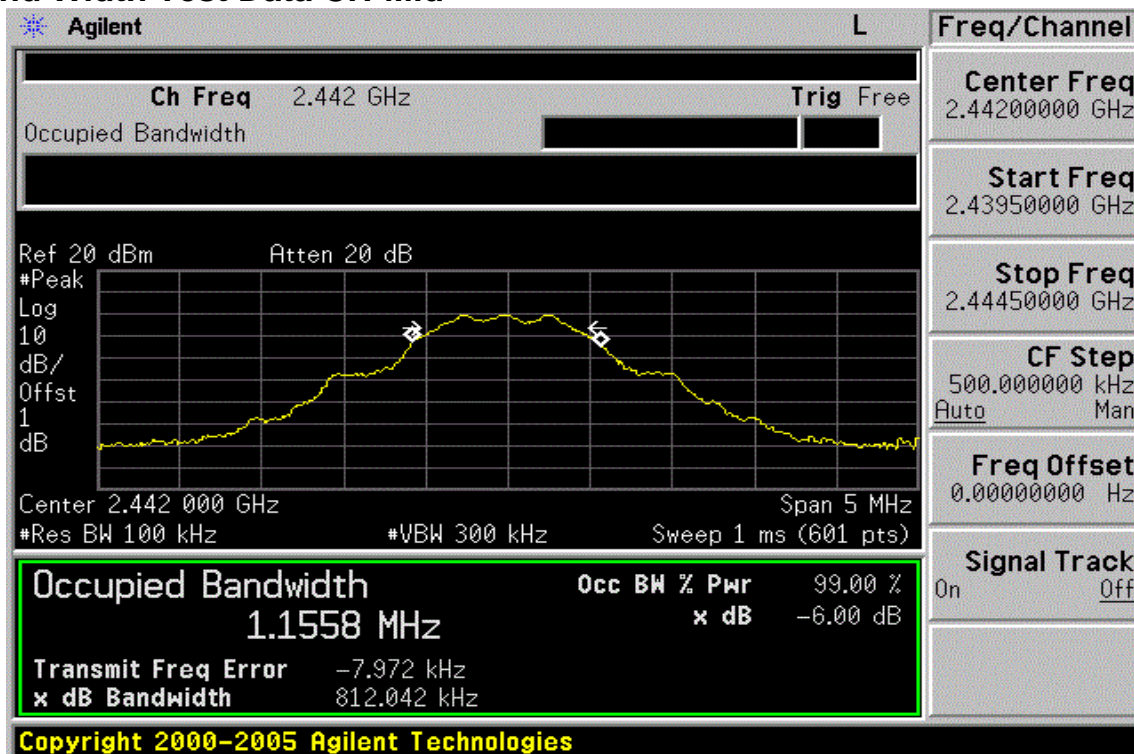 Width Test Data CH-Mid
Agilent L
Freq/Channel
Ch Freq 2.442 GHz Trig Free
Occupied Bandwidth
Center Freq
2.44200000 GHz
Start Freq
2.43950000 GHz
Stop Freq
2.44450000 GHz
CF Step
500.000000 kHz
Auto Man
Freq Offset
0.00000000 Hz
Signal Track
On Off
Ref 20 dBm Atten 20 dB
#Peak
Log
10
dB/
Offst
1
dB
Center 2.442 000 GHz Span 5 MHz
#Res BW 100 kHz #VBW 300 kHz Sweep 1 ms (601 pts)
Occupied Bandwidth
1.1558 MHz
Occ BW % Pwr 99.00 %
x dB -6.00 dB
Transmit Freq Error -7.972 kHz
x dB Bandwidth 812.042 kHz
Copyright 2000-2005 Agilent Technologies